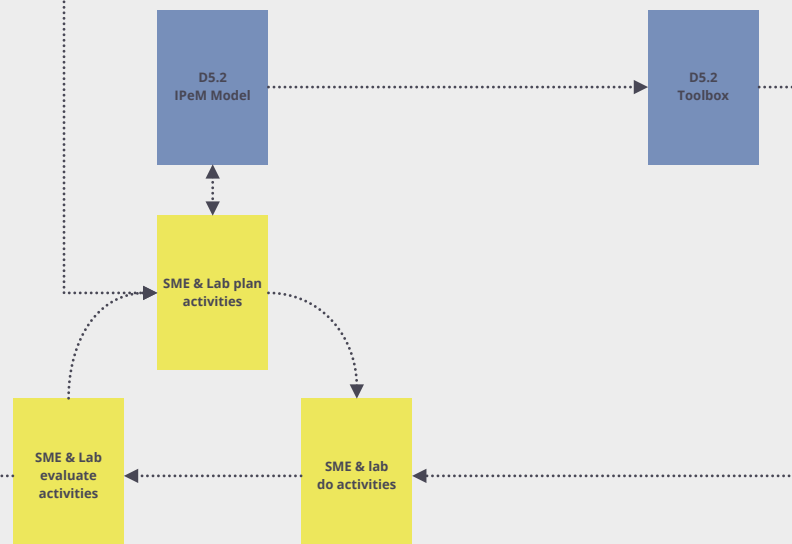 D5.2
IPeM Model
D5.2
Toolbox
SME & Lab plan
activities
SME & Lab
evaluate
activities
SME & lab
do activities